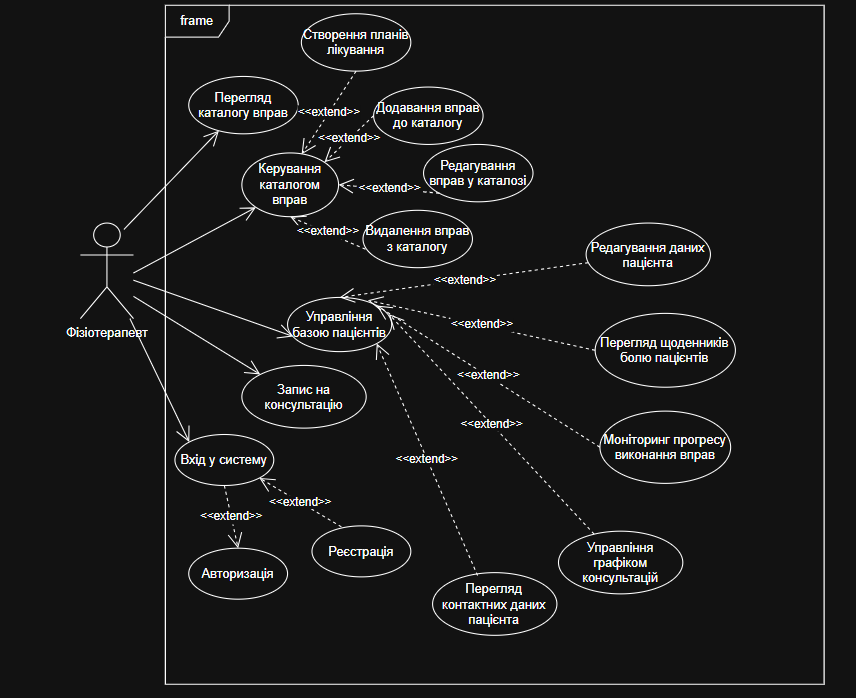 frame
Створення планів
лікування
Перегляд
каталогу вправ
<<extend>>
Додавання вправ
до каталогу
<<extend>>
Керування
каталогом
вправ
Редагування
вправ у каталозі
<<extend>>
Видалення вправ
з каталогу
<<extend>>
Редагування даних
пацієнта
<<extend>>
Фізіотерапевт
Управління
базою пацієнтів
<<extend>>
Перегляд щоденників
болю пацієнтів
<<extend>>
Запис на
консультацію
<<extend>>
Моніторинг прогресу
виконання вправ
Вхід у систему
<<extend>>
<<extend>>
<<extend>>
Авторизація
Реєстрація
Управління
графіком
консультацій
Перегляд
контактних даних
пацієнта